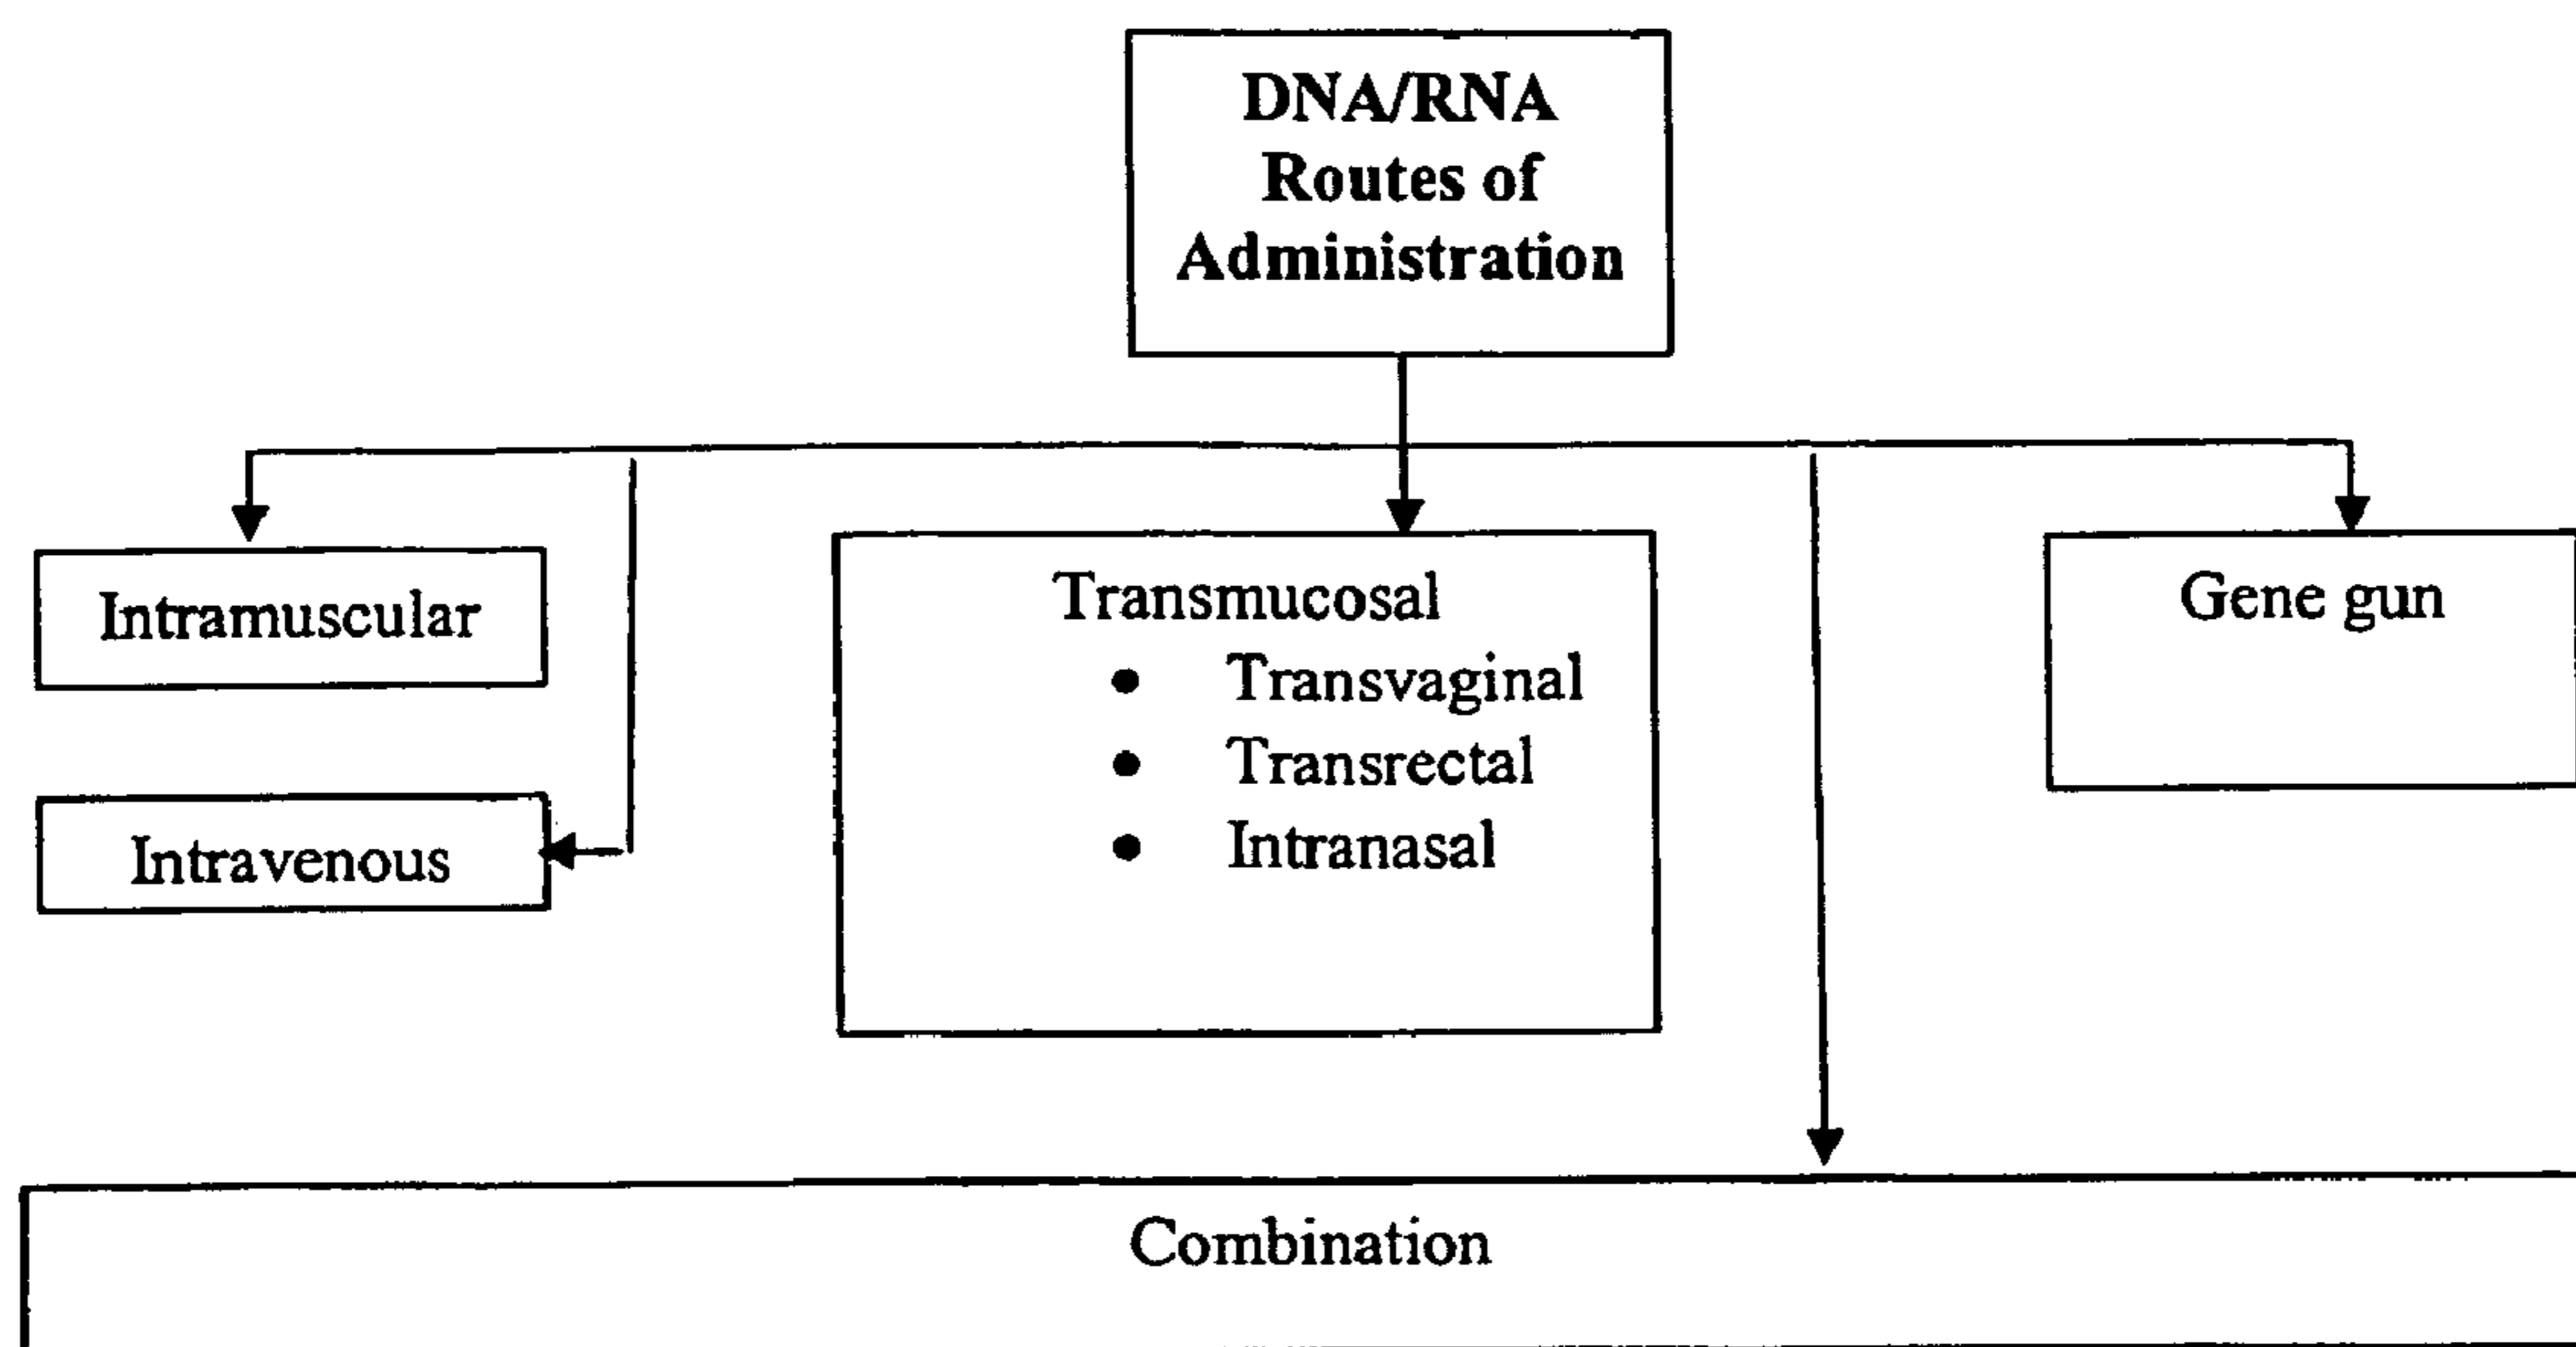 DNA/RNA
Routes of
Administration
Intramuscular
Intravenous
Transmucosal
• Transvaginal
• Transrectal
• Intranasal
Gene gun
Combination